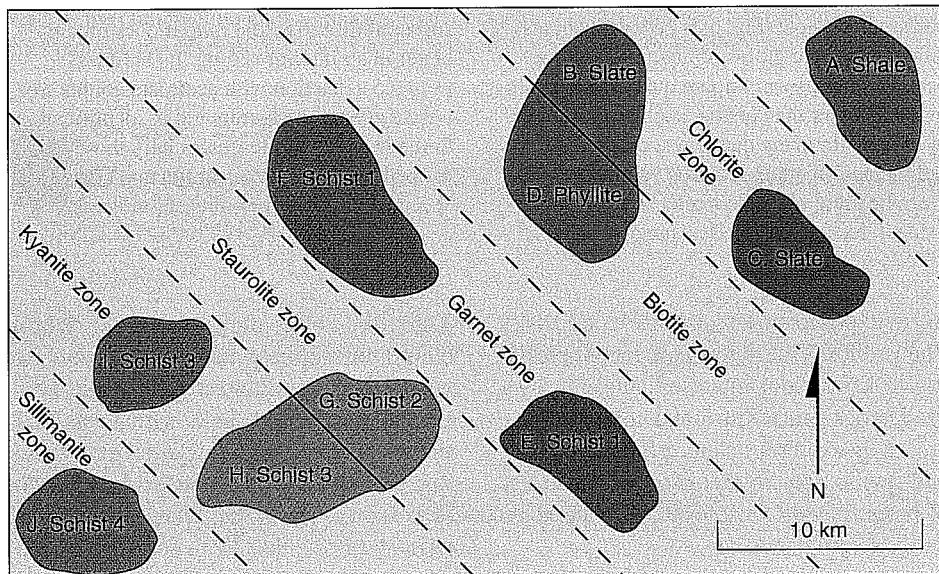 B. Slate
A. Shale
Chlorite
zone
F. Schist 1
D. Phyllite
C. Slate
Kyanite zone
Staurolite zone
Garnet zone
Biotite zone
I. Schist 3
G. Schist 2
Sillimanite
zone
E. Schist 1
H. Schist 3
J. Schist 4
N
10 km